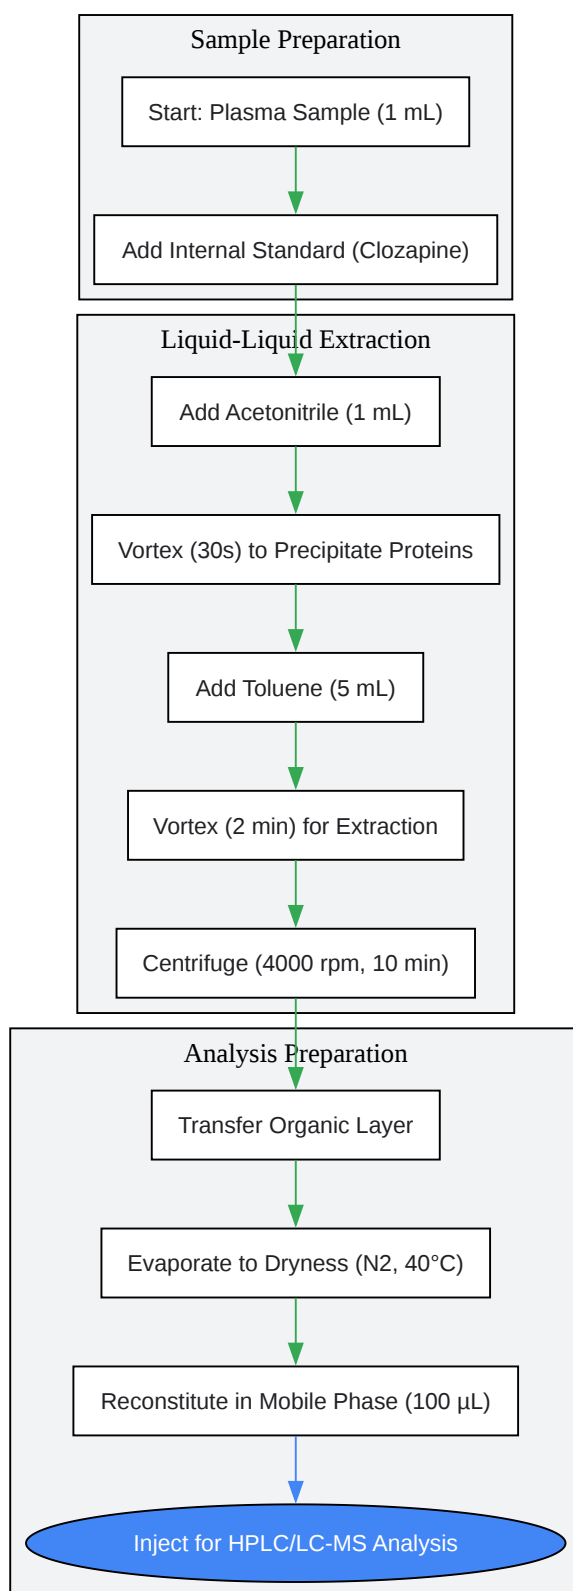 Sample Preparation
Start: Plasma Sample (1 mL)
Add Internal Standard (Clozapine)
Liquid-Liquid Extraction
Add Acetonitrile (1 mL)
Vortex (30s) to Precipitate Proteins
Add Toluene (5 mL)
Vortex (2 min) for Extraction
Centrifuge (4000 rpm, 10 min)
Analysis Preparation
Transfer Organic Layer
Evaporate to Dryness (N2, 40°C)
Reconstitute in Mobile Phase (100 µL)
Inject for HPLC/LC-MS Analysis